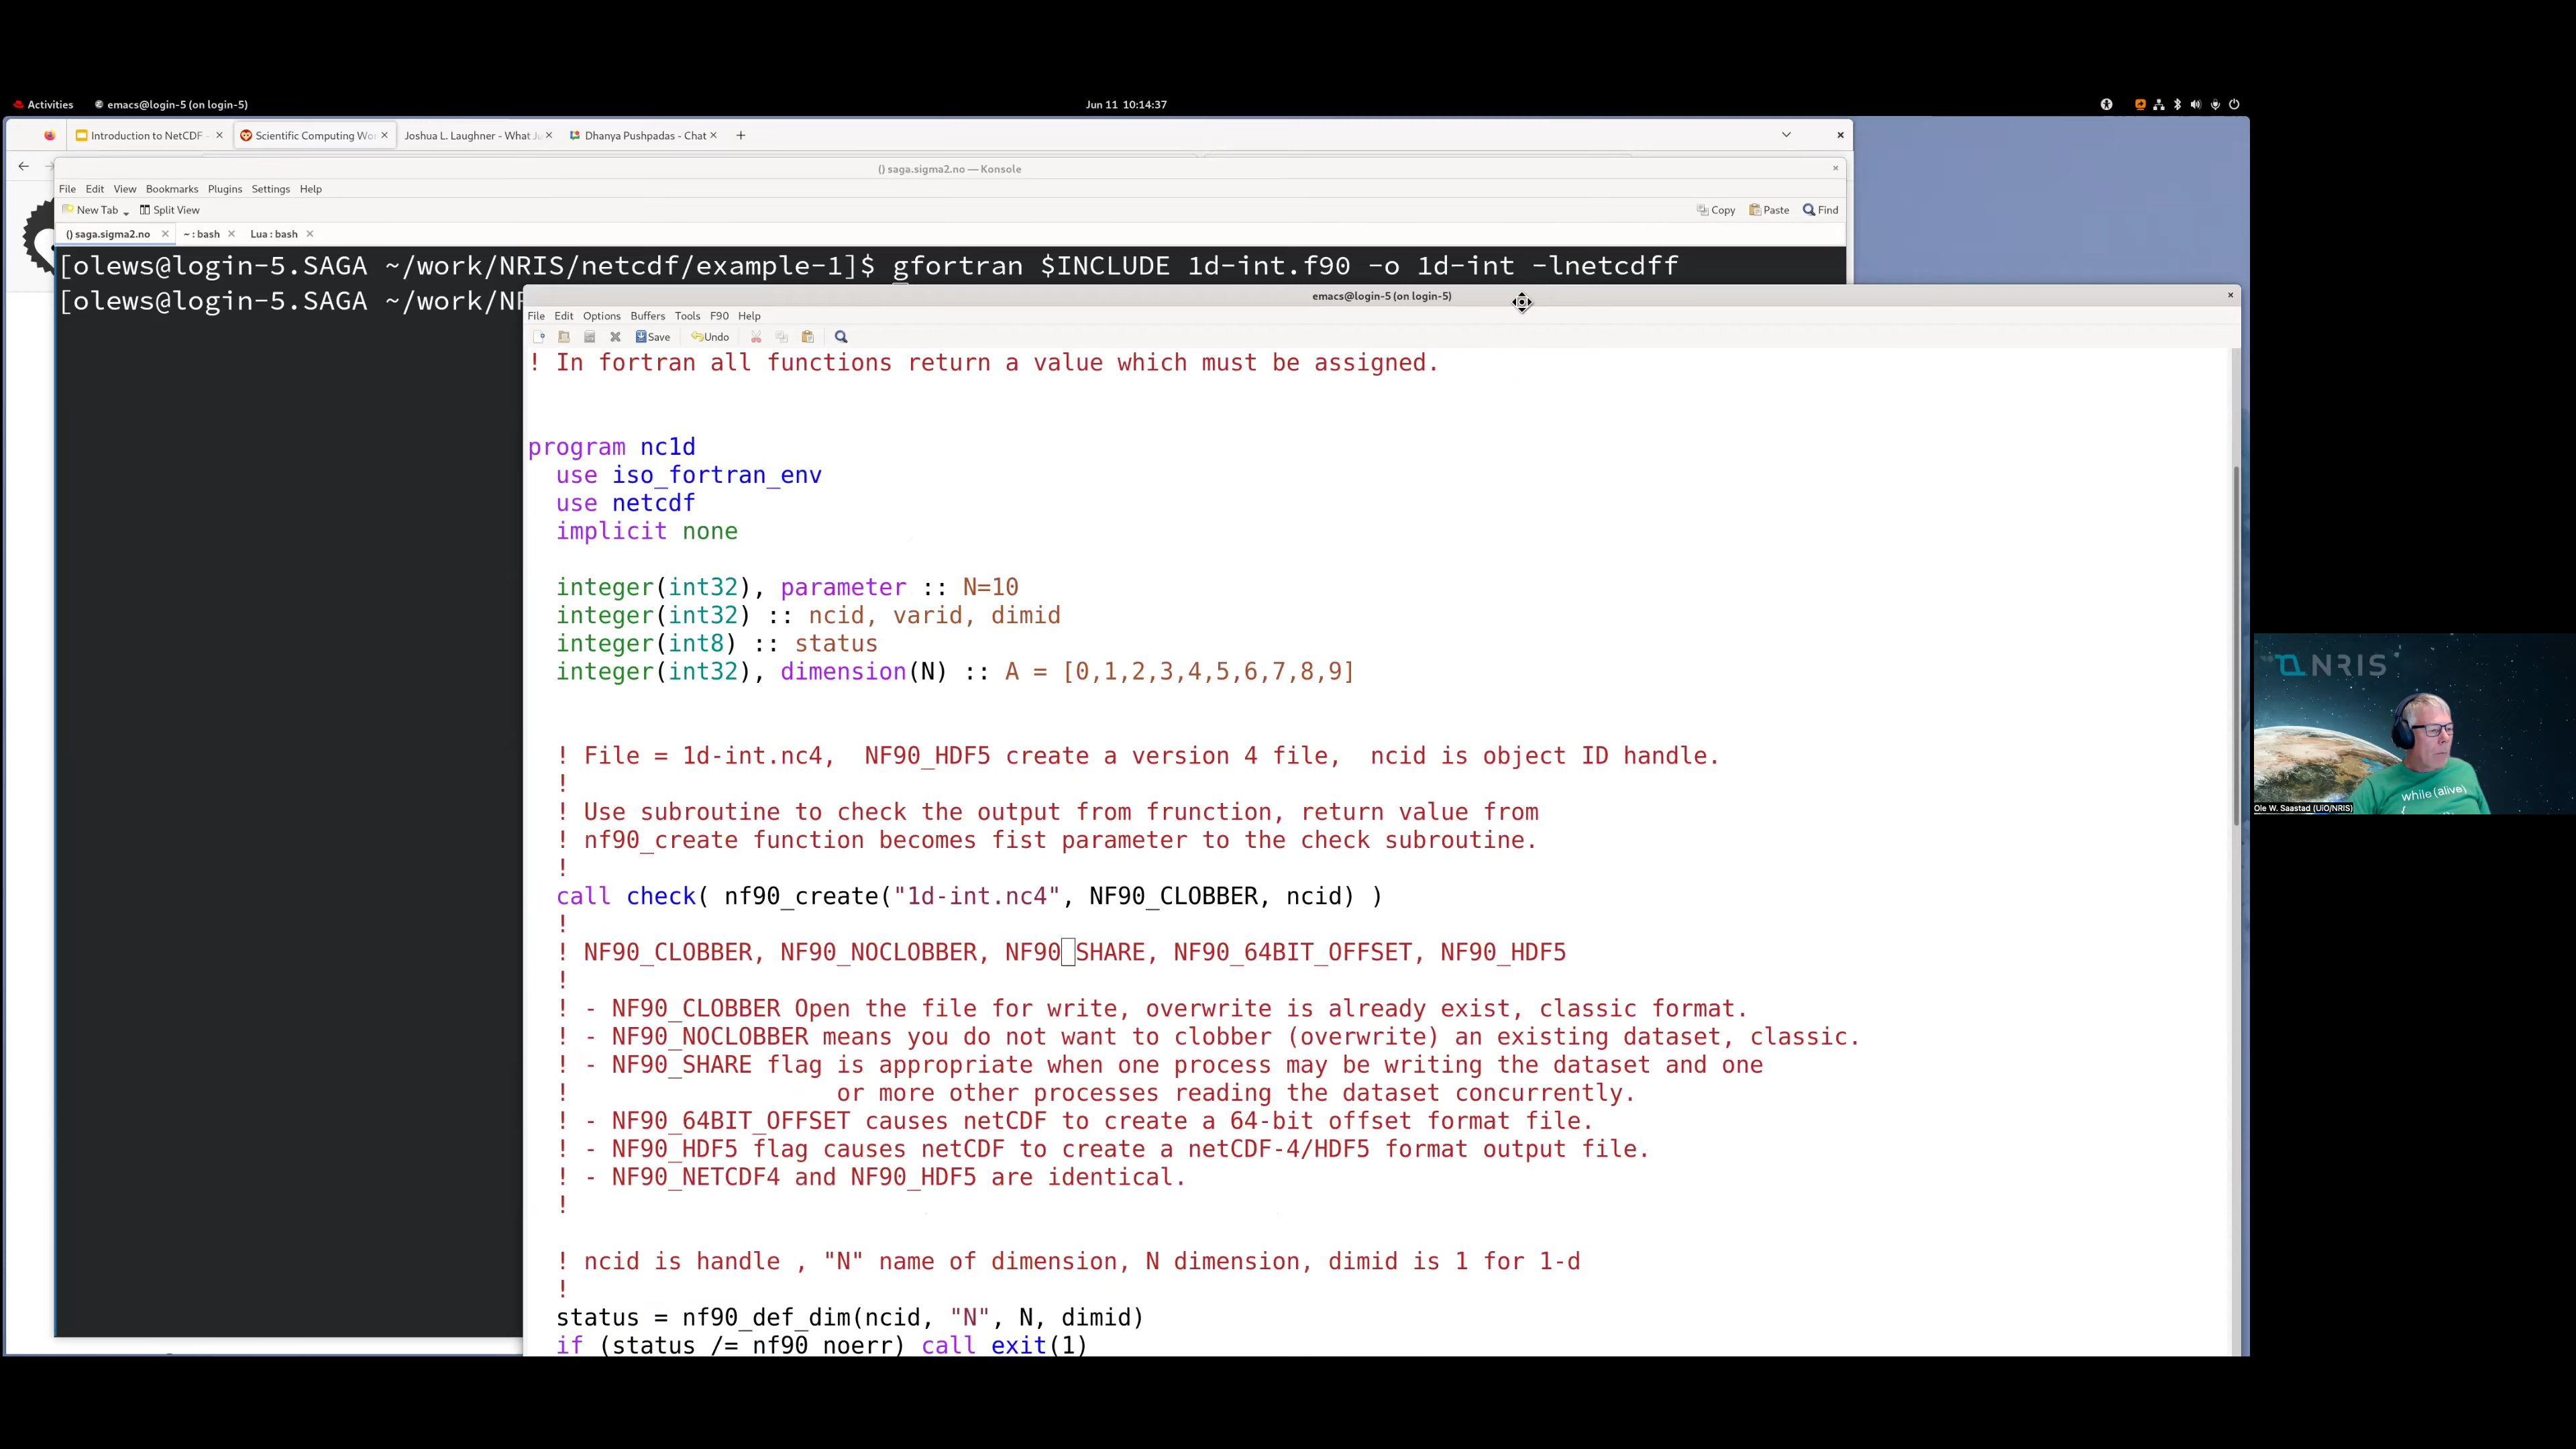 Activities emacs@login-5 (on login-5) Jun 11 10:14:37
Introduction to NetCDF - × Scientific Computing Wo × Joshua L. Laughner - What Ju × Dhanya Pushpadas - Chat × +
() saga.sigma2.no — Konsole
File Edit View Bookmarks Plugins Settings Help
New Tab Split View Copy Paste Find
() saga.sigma2.no × ~ : bash × Lua : bash ×
[olews@login-5.SAGA ~/work/NRIS/netcdf/example-1]$ gfortran $INCLUDE 1d-int.f90 -o 1d-int -lnetcdff
[olews@login-5.SAGA ~/work/NR
emacs@login-5 (on login-5)
File Edit Options Buffers Tools F90 Help
Save Undo
! In fortran all functions return a value which must be assigned.
program nc1d
use iso_fortran_env
use netcdf
implicit none
integer(int32), parameter :: N=10
integer(int32) :: ncid, varid, dimid
integer(int8) :: status
integer(int32), dimension(N) :: A = [0,1,2,3,4,5,6,7,8,9]
! File = 1d-int.nc4,  NF90_HDF5 create a version 4 file,  ncid is object ID handle.
!
! Use subroutine to check the output from frunction, return value from
! nf90_create function becomes fist parameter to the check subroutine.
!
call check( nf90_create("1d-int.nc4", NF90_CLOBBER, ncid) )
!
! NF90_CLOBBER, NF90_NOCLOBBER, NF90_SHARE, NF90_64BIT_OFFSET, NF90_HDF5
!
! - NF90_CLOBBER Open the file for write, overwrite is already exist, classic format.
! - NF90_NOCLOBBER means you do not want to clobber (overwrite) an existing dataset, classic.
! - NF90_SHARE flag is appropriate when one process may be writing the dataset and one
! or more other processes reading the dataset concurrently.
! - NF90_64BIT_OFFSET causes netCDF to create a 64-bit offset format file.
! - NF90_HDF5 flag causes netCDF to create a netCDF-4/HDF5 format output file.
! - NF90_NETCDF4 and NF90_HDF5 are identical.
!
! ncid is handle , "N" name of dimension, N dimension, dimid is 1 for 1-d
!
status = nf90_def_dim(ncid, "N", N, dimid)
if (status /= nf90_noerr) call exit(1)
NRIS
while (alive)
{
Ole W. Saastad (UiO/NRIS)